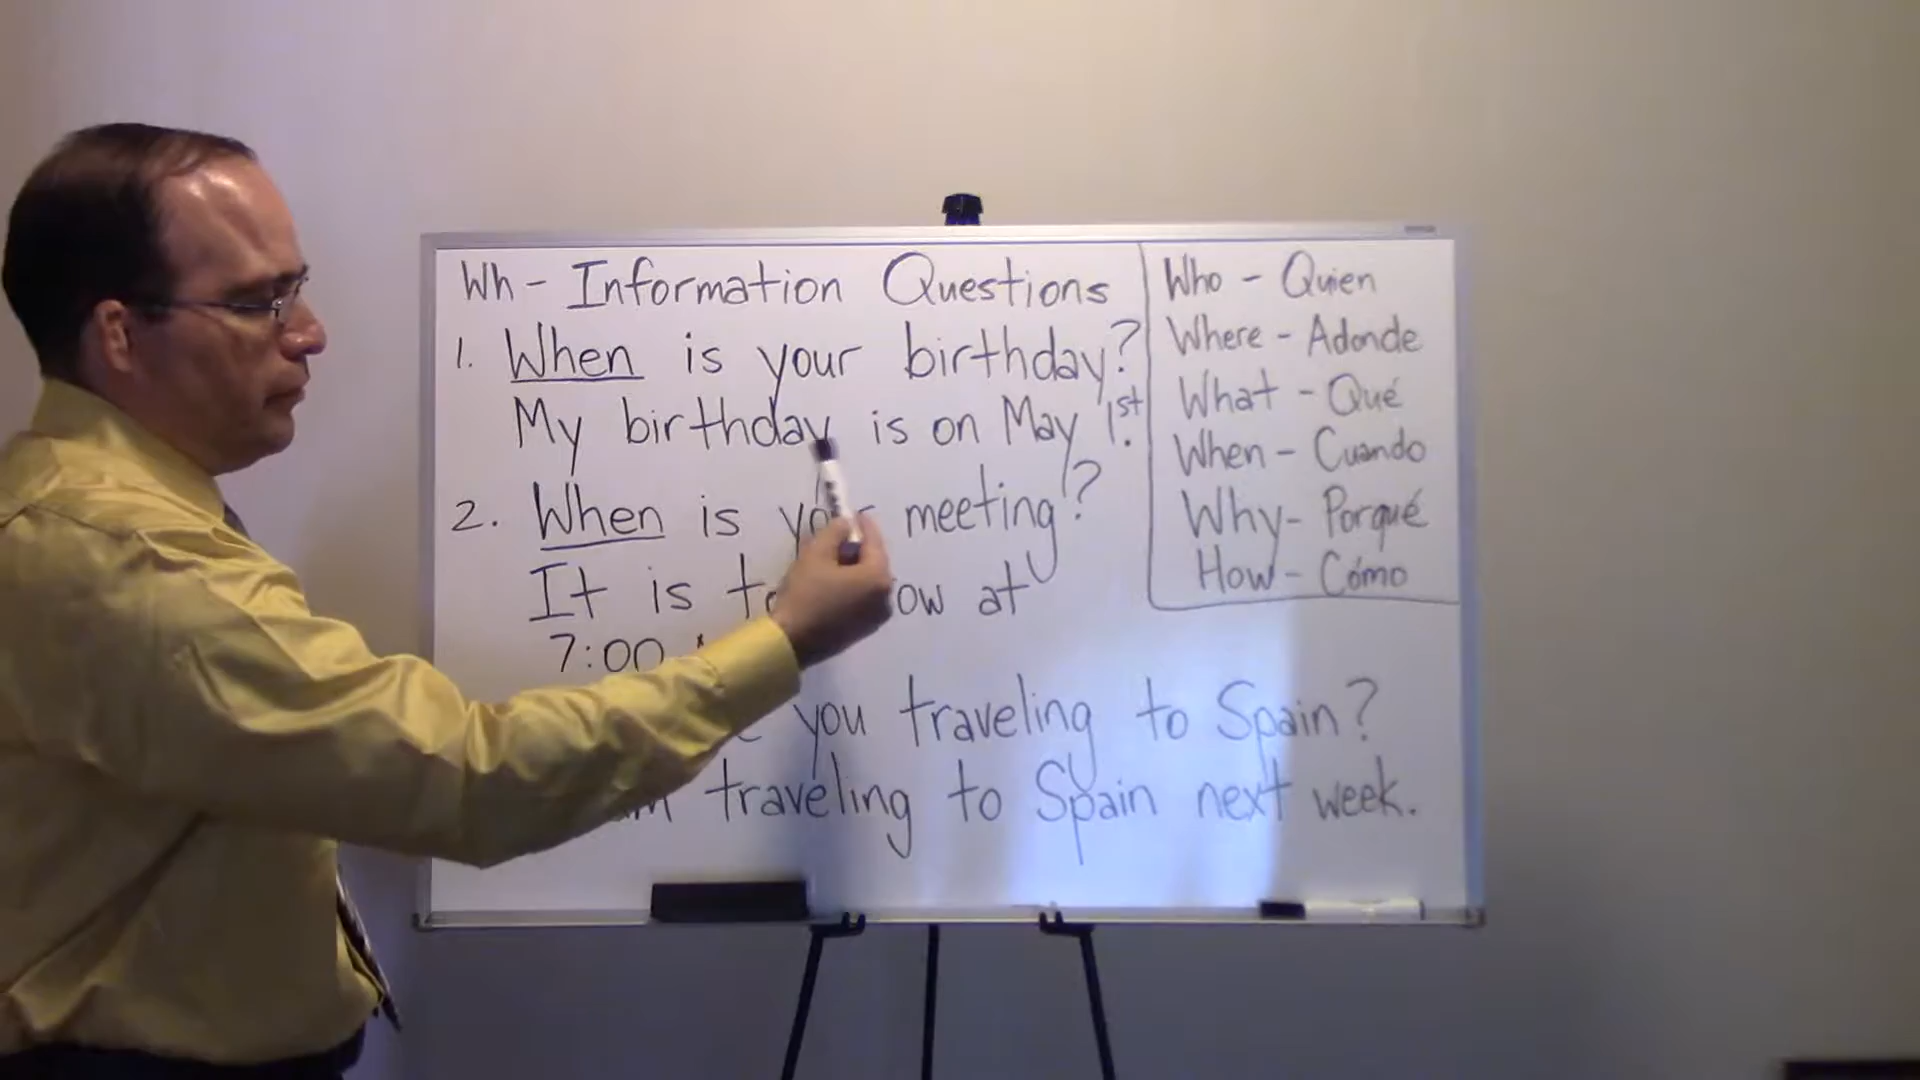 Wh - Information Questions
1. When is your birthday?
My birthday is on May 1st.
2. When is your meeting?
It is at
7:00
you traveling to Spain?
traveling to Spain next week.
Who - Quien
Where - Adonde
What - Qué
When - Cuando
Why - Porqué
How - Cómo